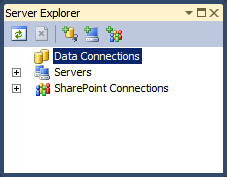 Server Explorer
Data Connections
Servers
SharePoint Connections